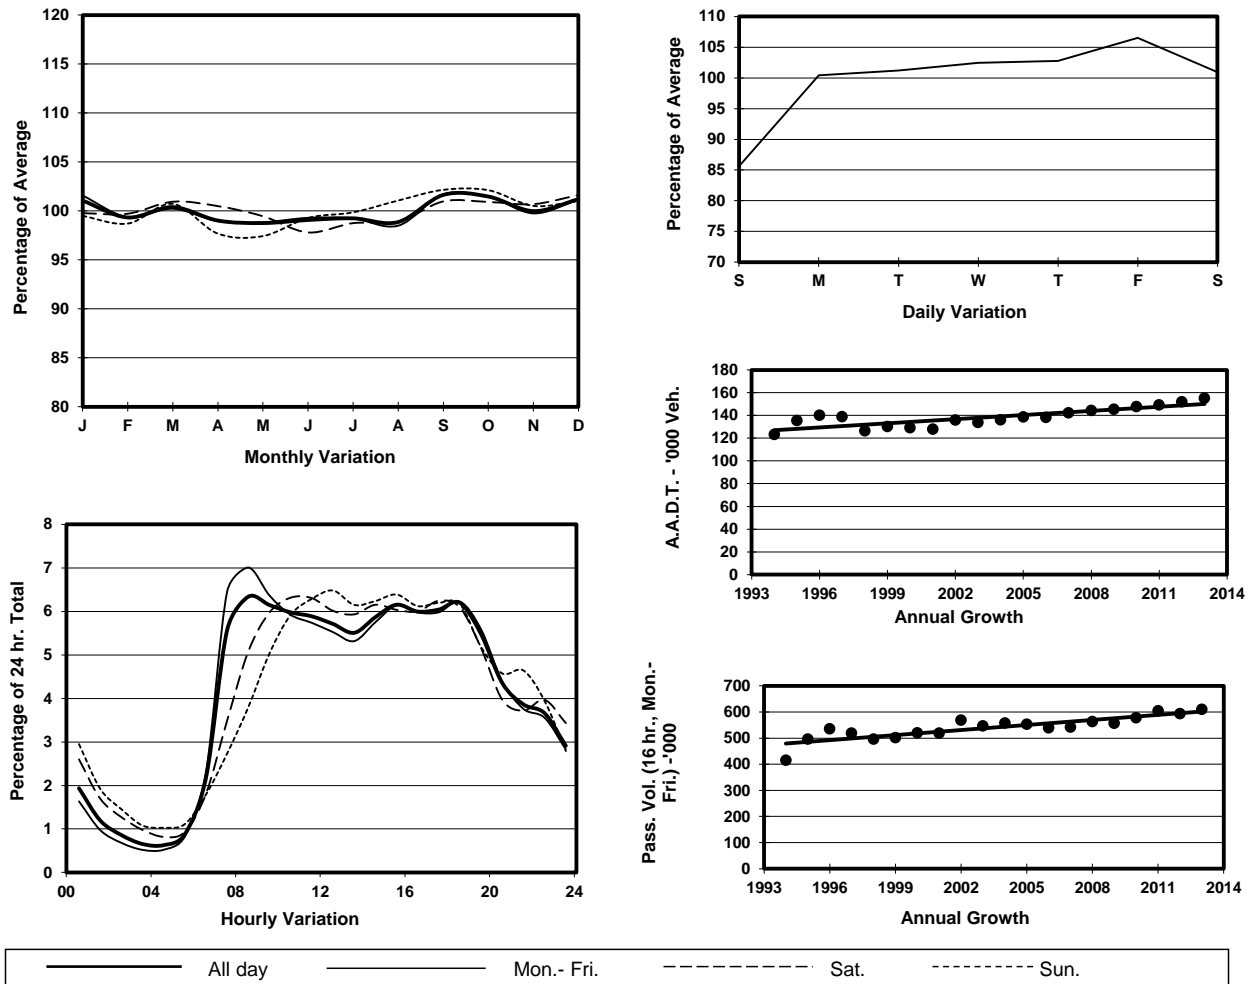 120
115
110
105
100
95
90
85
80
Percentage of Average
J F M A M J J A S O N D
Monthly Variation
110
105
100
95
90
85
80
75
70
Percentage of Average
S M T W T F S
Daily Variation
180
160
140
120
100
80
60
40
20
0
A.A.D.T. - '000 Veh.
1993 1996 1999 2002 2005 2008 2011 2014
Annual Growth
8
7
6
5
4
3
2
1
0
Percentage of 24 hr. Total
00 04 08 12 16 20 24
Hourly Variation
700
600
500
400
300
200
100
0
Pass. Vol. (16 hr., Mon.-
Fri.) -'000
1993 1996 1999 2002 2005 2008 2011 2014
Annual Growth
All day Mon.- Fri. Sat. Sun.